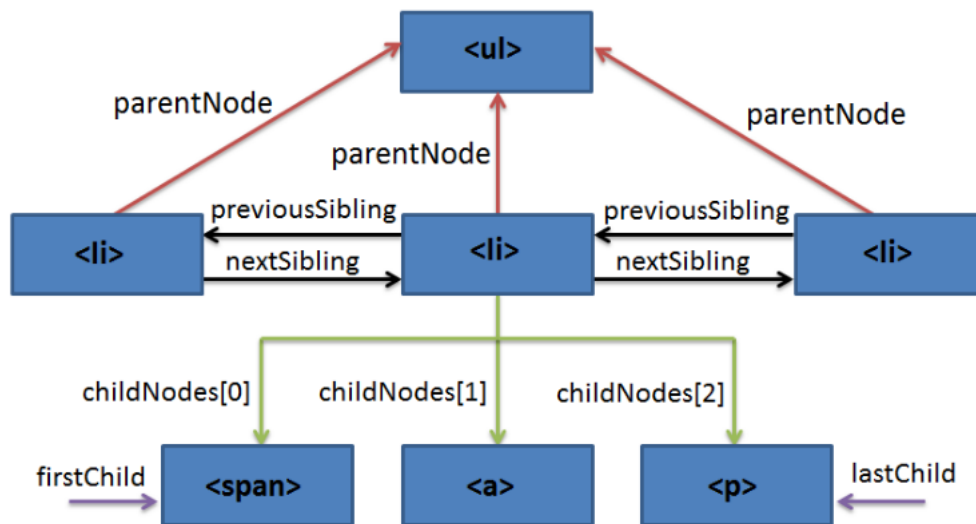 <ul>
parentNode
parentNode
parentNode
previousSibling
previousSibling
<li>
<li>
<li>
nextSibling
nextSibling
childNodes[0]
childNodes[1]
childNodes[2]
firstChild
<span>
<a>
<p>
lastChild